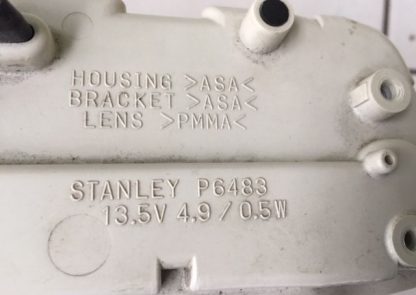 HOUSING >ASA<
BRACKET >ASA<
LENS >PMMA<
STANLEY P6483
13.5V 4.9 / 0.5W